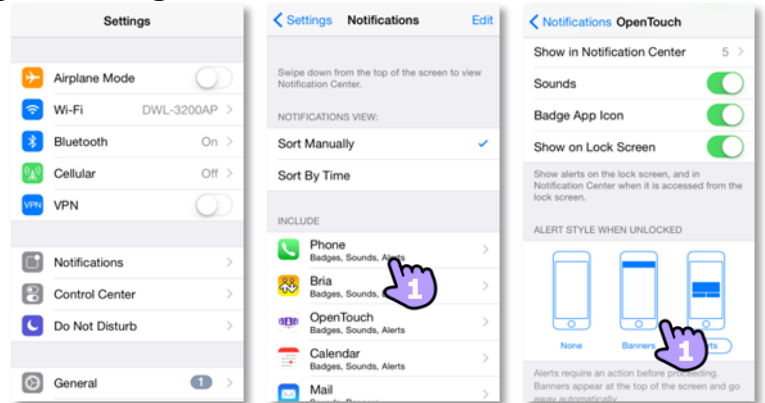 Settings
Airplane Mode
Wi-Fi DWL-3200AP
Bluetooth On
Cellular Off
VPN VPN
Notifications
Control Center
Do Not Disturb
General 1
Settings Notifications Edit
Swipe down from the top of the screen to view
Notification Center.
NOTIFICATIONS VIEW:
Sort Manually
Sort By Time
INCLUDE
Phone
Badges, Sounds, Alerts
Bria
Badges, Sounds,
1
OpenTouch
Badges, Sounds, Alerts
Calendar
Badges, Sounds, Alerts
Mail
Notifications OpenTouch
Show in Notification Center 5
Sounds
Badge App Icon
Show on Lock Screen
Show alerts on the lock screen, and in
Notification Center when it is accessed from the
lock screen.
ALERT STYLE WHEN UNLOCKED
None Banners
1
Alerts require an action before proceeding.
Banners appear at the top of the screen and go
away automatically